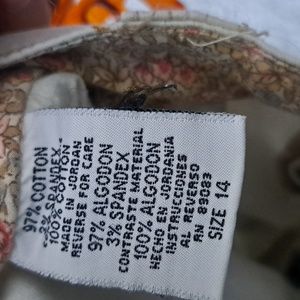 97% COTTON
3% SPANDEX
100% COTTON
MADE IN JORDAN
REVERSE FOR CARE
97% ALGODON
3% SPANDEX
CONTRASTE MATERIAL
100% ALGODON
HECHO EN JORDANIA
INSTRUCCIONES
AL REVERSO
RN 89083
SIZE 14